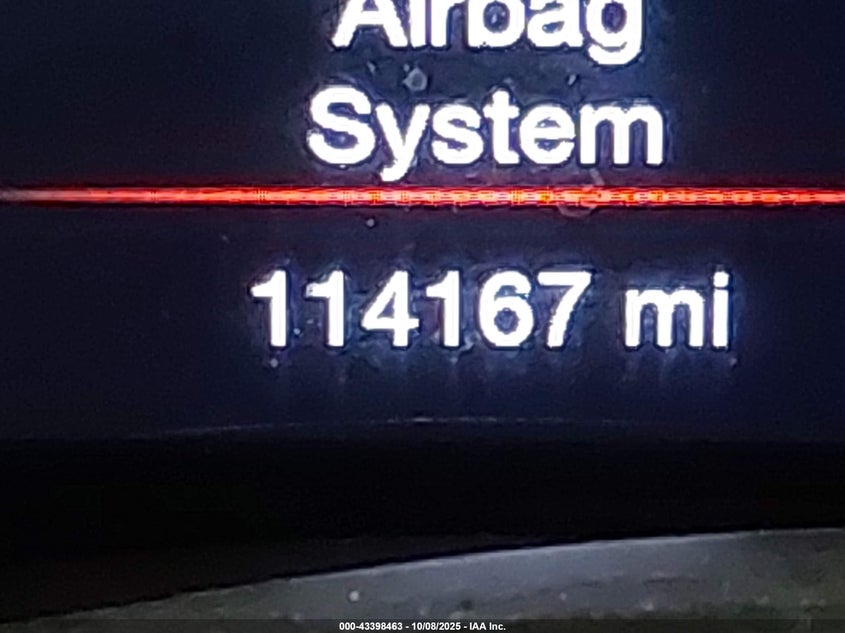 Airbag
System
114167 mi
000-43398463 - 10/08/2025 - IAA Inc.